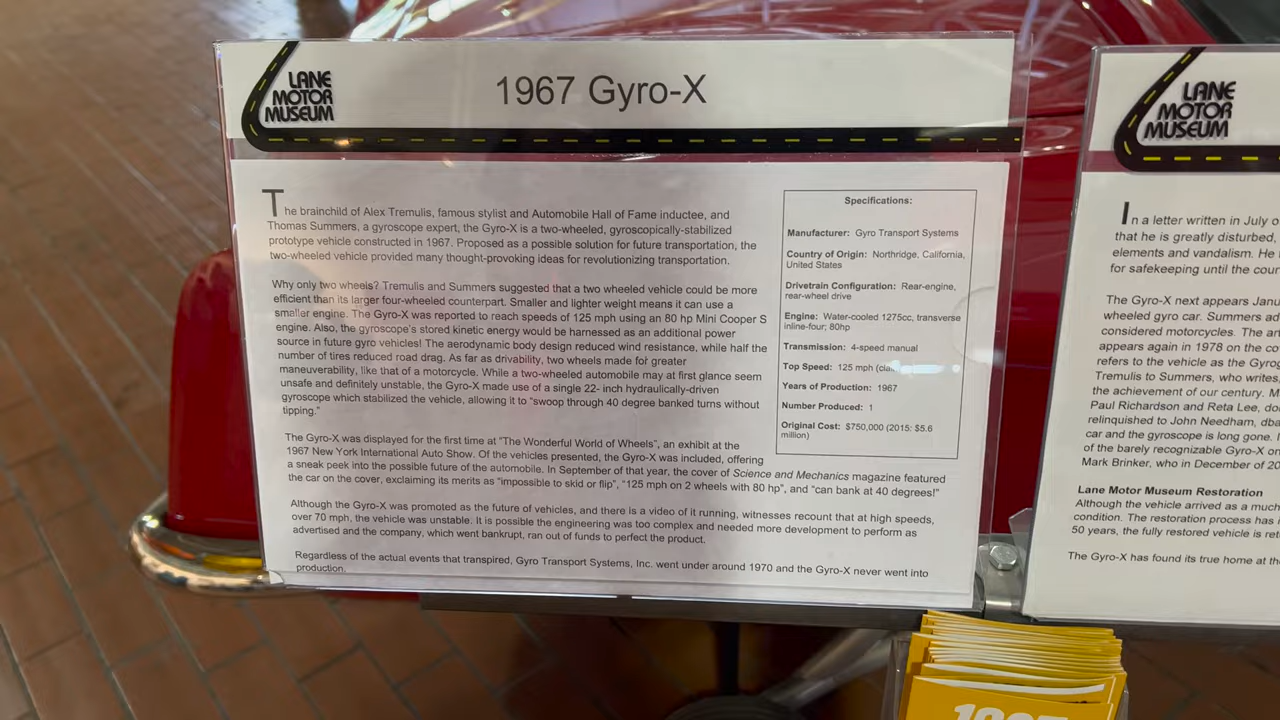 LANE
MOTOR
MUSEUM
1967 Gyro-X
The brainchild of Alex Tremulis, famous stylist and Automobile Hall of Fame inductee, and
Thomas Summers, a gyroscope expert, the Gyro-X is a two-wheeled, gyroscopically-stabilized
prototype vehicle constructed in 1967. Proposed as a possible solution for future transportation, the
two-wheeled vehicle provided many thought-provoking ideas for revolutionizing transportation.
Why only two wheels? Tremulis and Summers suggested that a two wheeled vehicle could be more
efficient than its larger four-wheeled counterpart. Smaller and lighter weight means it can use a
smaller engine. The Gyro-X was reported to reach speeds of 125 mph using an 80 hp Mini Cooper S
engine. Also, the gyroscope's stored kinetic energy would be harnessed as an additional power
source in future gyro vehicles! The aerodynamic body design reduced wind resistance, while half the
number of tires reduced road drag. As far as drivability, two wheels made for greater
maneuverability, like that of a motorcycle. While a two-wheeled automobile may at first glance seem
unsafe and definitely unstable, the Gyro-X made use of a single 22- inch hydraulically-driven
gyroscope which stabilized the vehicle, allowing it to "swoop through 40 degree banked turns without
tipping."
The Gyro-X was displayed for the first time at "The Wonderful World of Wheels", an exhibit at the
1967 New York International Auto Show. Of the vehicles presented, the Gyro-X was included, offering
a sneak peek into the possible future of the automobile. In September of that year, the cover of Science and Mechanics magazine featured
the car on the cover, exclaiming its merits as "impossible to skid or flip", "125 mph on 2 wheels with 80 hp", and "can bank at 40 degrees!"
Although the Gyro-X was promoted as the future of vehicles, and there is a video of it running, witnesses recount that at high speeds,
over 70 mph, the vehicle was unstable. It is possible the engineering was too complex and needed more development to perform as
advertised and the company, which went bankrupt, ran out of funds to perfect the product.
Regardless of the actual events that transpired, Gyro Transport Systems, Inc. went under around 1970 and the Gyro-X never went into
production.
Specifications:
Manufacturer: Gyro Transport Systems
Country of Origin: Northridge, California,
United States
Drivetrain Configuration: Rear-engine,
rear-wheel drive
Engine: Water-cooled 1275cc, transverse
inline-four; 80hp
Transmission: 4-speed manual
Top Speed: 125 mph
Years of Production: 1967
Number Produced: 1
Original Cost: $750,000 (2015: $5.6
million)
LANE
MOTOR
MUSEUM
In a letter written in July
that he is greatly disturbed,
elements and vandalism. He
for safekeeping until the
The Gyro-X next appears
wheeled gyro car. Summers
considered motorcycles. The
appears again in 1978 on the
refers to the vehicle as the
Tremulis to Summers, who writes,
the achievement of our century.
Paul Richardson and Reta Lee,
relinquished to John Needham, dba
car and the gyroscope is long gone.
of the barely recognizable Gyro-X
Mark Brinker, who in December of
Lane Motor Museum Restoration
Although the vehicle arrived as a much
condition. The restoration process has
50 years, the fully restored vehicle is
The Gyro-X has found its true home at